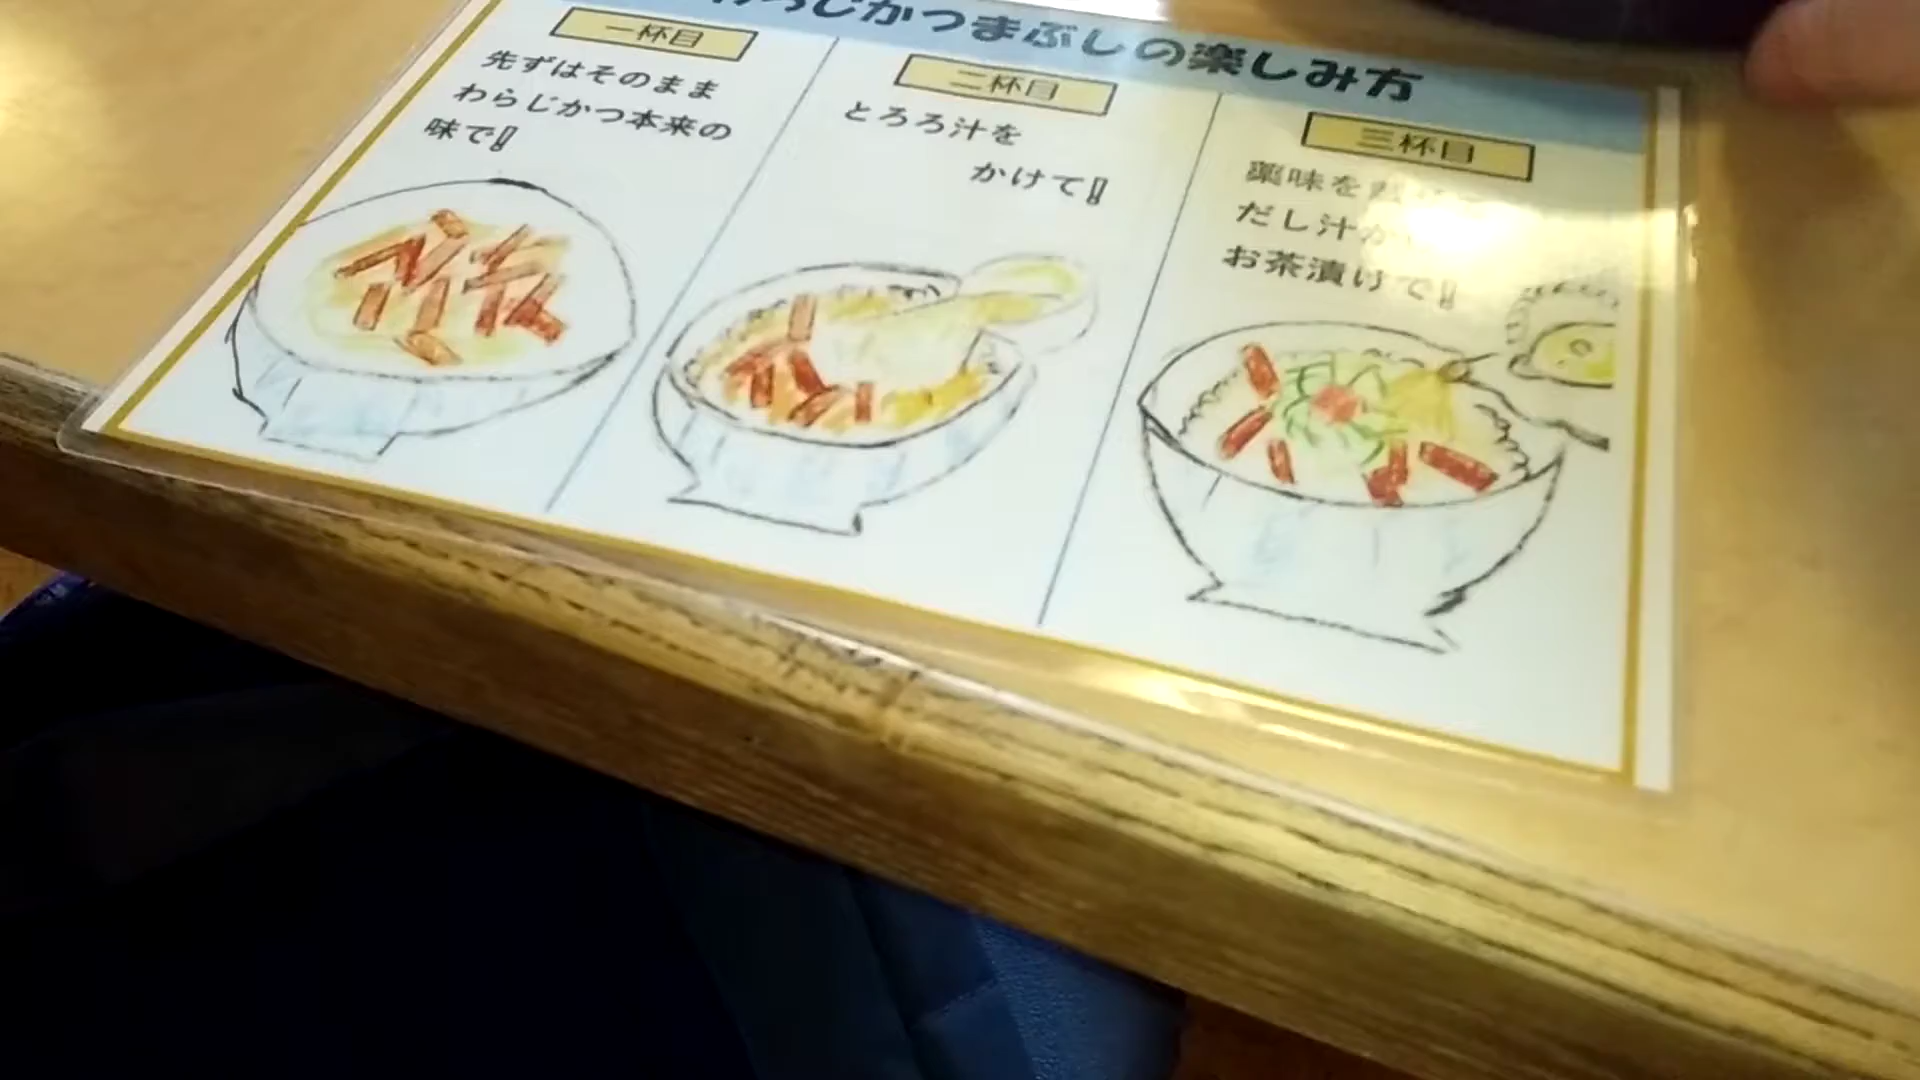 らじかつまぶしの楽しみ方
一杯目
先ずはそのまま
わらじかつ本来の
味で!!
二杯目
とろろ汁を
かけて!!
三杯目
薬味を
だし汁
お茶漬けで!!